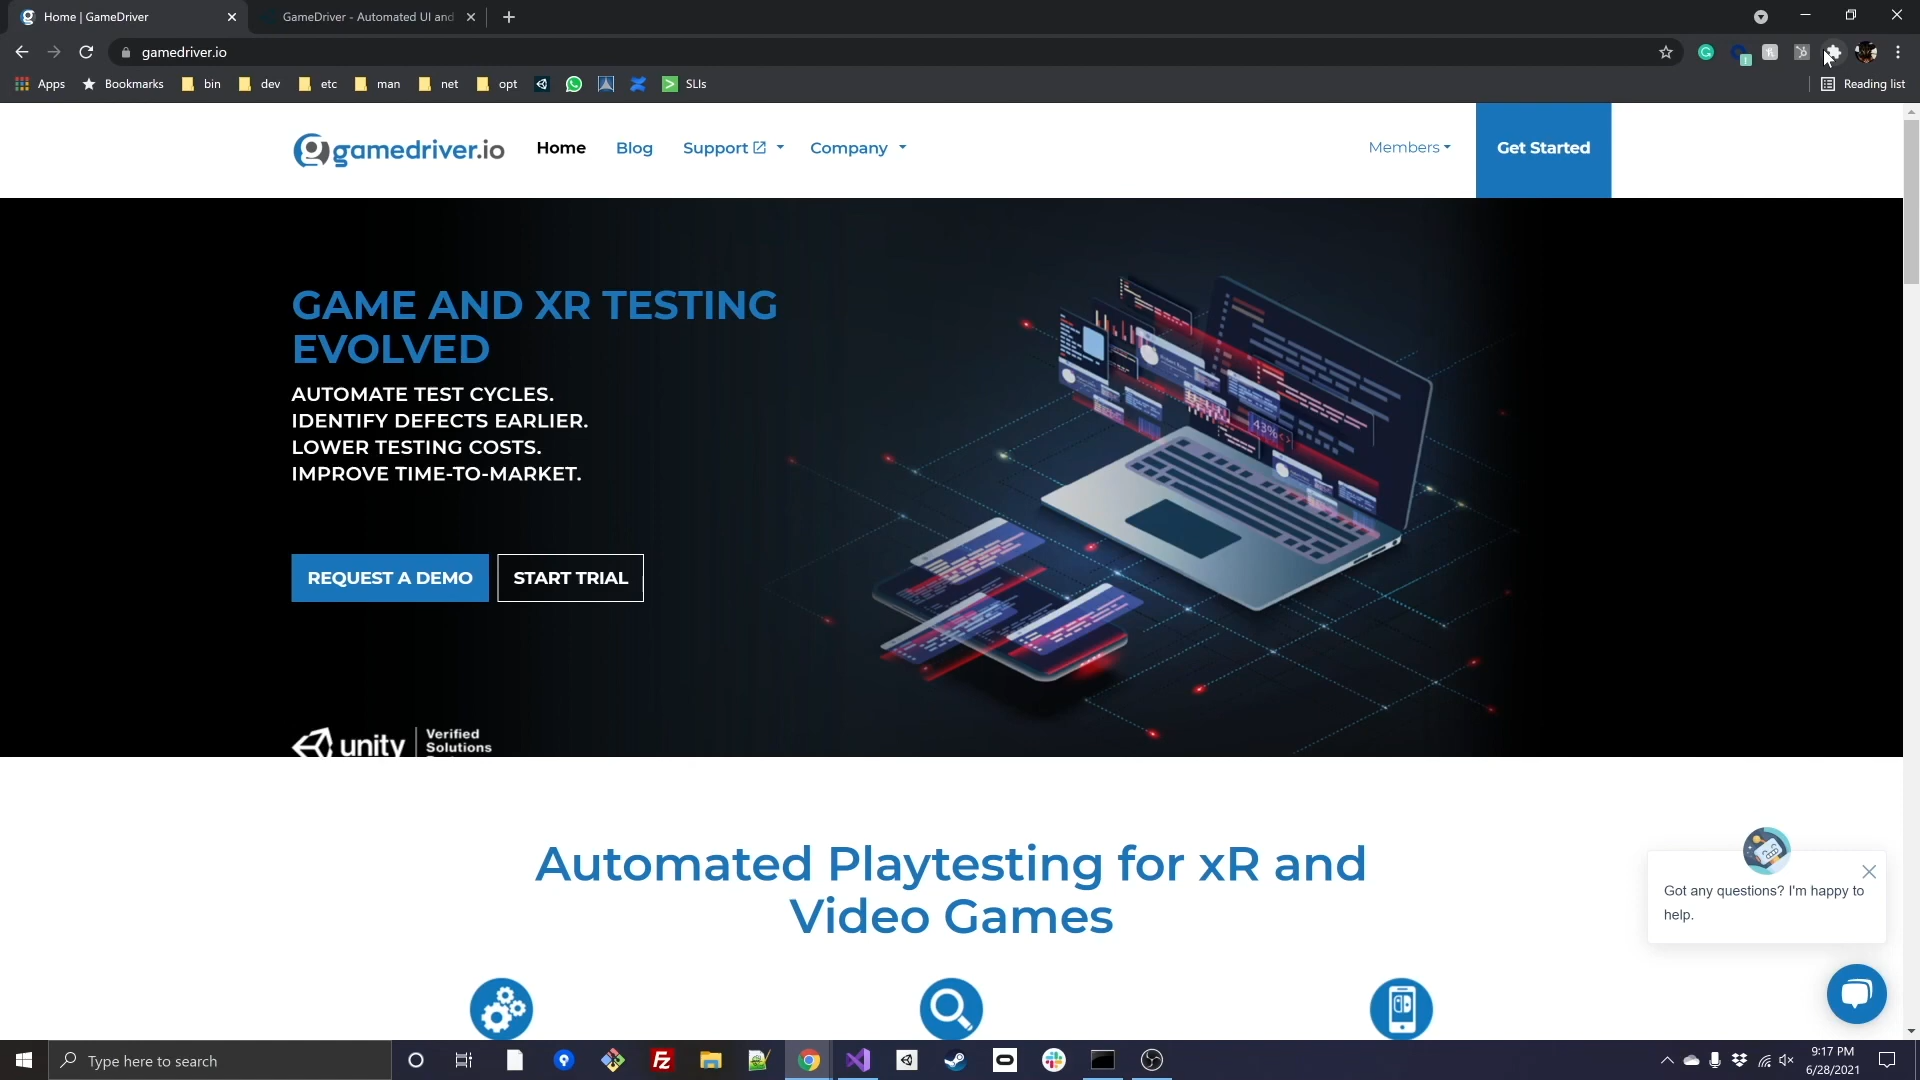 Home | GameDriver
GameDriver - Automated UI and
gamedriver.io
Apps
Bookmarks
bin
dev
etc
man
net
opt
SLIs
Reading list
gamedriver.io
Home
Blog
Support
Company
Members
Get Started
GAME AND XR TESTING
EVOLVED
AUTOMATE TEST CYCLES.
IDENTIFY DEFECTS EARLIER.
LOWER TESTING COSTS.
IMPROVE TIME-TO-MARKET.
43%
REQUEST A DEMO
START TRIAL
unity
Verified
Solutions
Automated Playtesting for xR and
Video Games
Got any questions? I'm happy to
help.
Type here to search
9:17 PM
6/28/2021